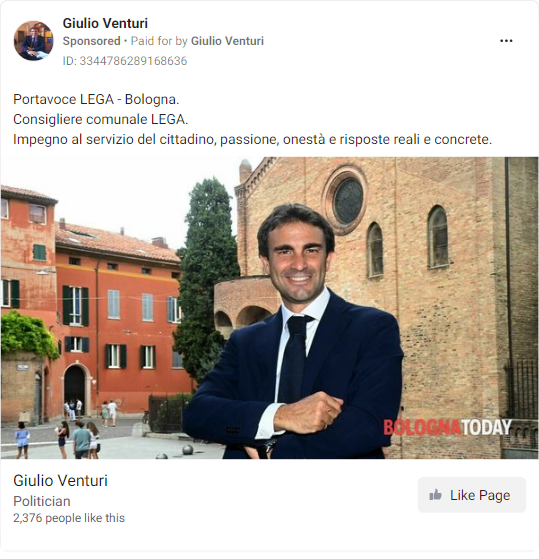 Giulio Venturi
Sponsored • Paid for by Giulio Venturi
ID: 3344786289168636
Portavoce LEGA - Bologna.
Consigliere comunale LEGA.
Impegno al servizio del cittadino, passione, onestà e risposte reali e concrete.
BOLOGNATODAY
Giulio Venturi
Politician
2,376 people like this
Like Page